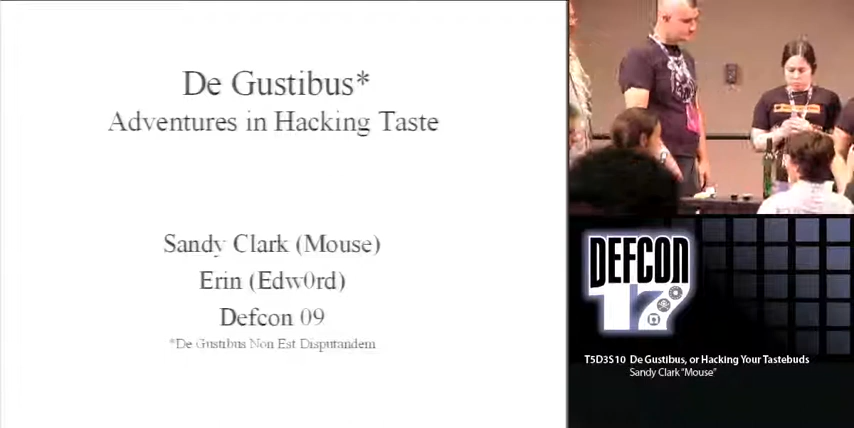 De Gustibus*
Adventures in Hacking Taste
Sandy Clark (Mouse)
Erin (Edw0rd)
Defcon 09
*De Gustibus Non Est Disputandem
DEFCON
17
T5D3S10 De Gustibus, or Hacking Your Tastebuds
Sandy Clark "Mouse"